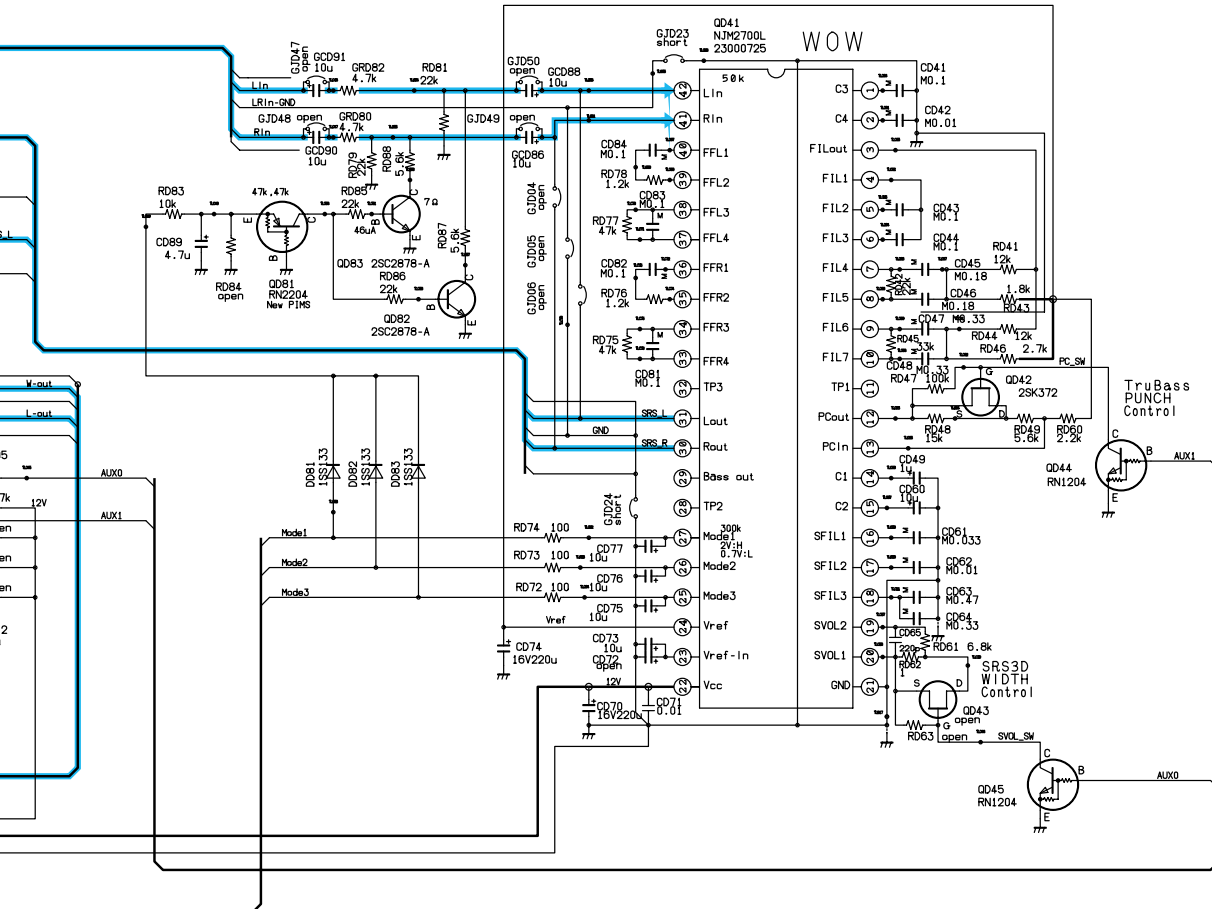 WOW
QD41
NJM2700L
23000725
GJD23
short
50k
GJD47
open
GCD91
10u
GRD82
4.7k
RD81
22k
GJD50
open
GCD88
10u
LIn
LRIn-GND
RIn
GJD48
open
GRD80
4.7k
GJD49
open
GCD90
10u
GCD86
10u
RD79
22k
RD88
5.6k
RD83
10k
47k,47k
RD85
22k
7Ω
46uA
E
C
B
C
B
E
CD89
4.7u
RD84
open
QD81
RN2204
New PIMS
QD83
2SC2878-A
RD86
22k
RD87
5.6k
C
B
E
QD82
2SC2878-A
GJD04
open
GJD05
open
GJD06
open
CD84
M0.1
RD78
1.2k
CD83
M0.1
RD77
47k
CD82
M0.1
RD76
1.2k
RD75
47k
CD81
M0.1
42 LIn
41 RIn
40 FFL1
39 FFL2
38 FFL3
37 FFL4
36 FFR1
35 FFR2
34 FFR3
33 FFR4
32 TP3
31 Lout
30 Rout
29 Bass out
28 TP2
27 Mode1
300k
2V:H
0.7V:L
26 Mode2
25 Mode3
24 Vref
23 Vref-In
22 Vcc
C3 1
C4 2
FILout 3
FIL1 4
FIL2 5
FIL3 6
FIL4 7
FIL5 8
FIL6 9
FIL7 10
TP1 11
PCout 12
PCIn 13
C1 14
C2 15
SFIL1 16
SFIL2 17
SFIL3 18
SVOL2 19
SVOL1 20
GND 21
CD41
M0.1
CD42
M0.01
CD43
M0.1
CD44
M0.1
RD41
12k
CD45
M0.18
CD46
M0.18
1.8k
RD43
CD47
M0.33
RD44
12k
RD45
33k
RD46
2.7k
CD48
M0.33
RD47
100k
PC_SW
G
QD42
2SK372
S
D
RD48
15k
RD49
5.6k
RD60
2.2k
TruBass
PUNCH
Control
C
B
E
AUX1
QD44
RN1204
CD49
1u
CD60
10u
CD61
M0.033
CD62
M0.01
CD63
M0.47
CD64
M0.33
CD65
220p
RD61 6.8k
RD62
1
SRS3D
WIDTH
Control
S
D
QD43
open
G
RD63
open
SVOL_SW
C
B
E
AUX0
QD45
RN1204
S_L
W-out
L-out
SRS_L
GND
SRS_R
AUX0
12V
AUX1
DD81
1SS133
DD82
1SS133
DD83
1SS133
GJD24
short
Mode1
RD74 100
CD77
10u
Mode2
RD73 100
CD76
10u
Mode3
RD72 100
CD75
10u
Vref
CD74
16V220u
CD73
10u
CD72
open
12V
CD70
16V220u
CD71
0.01